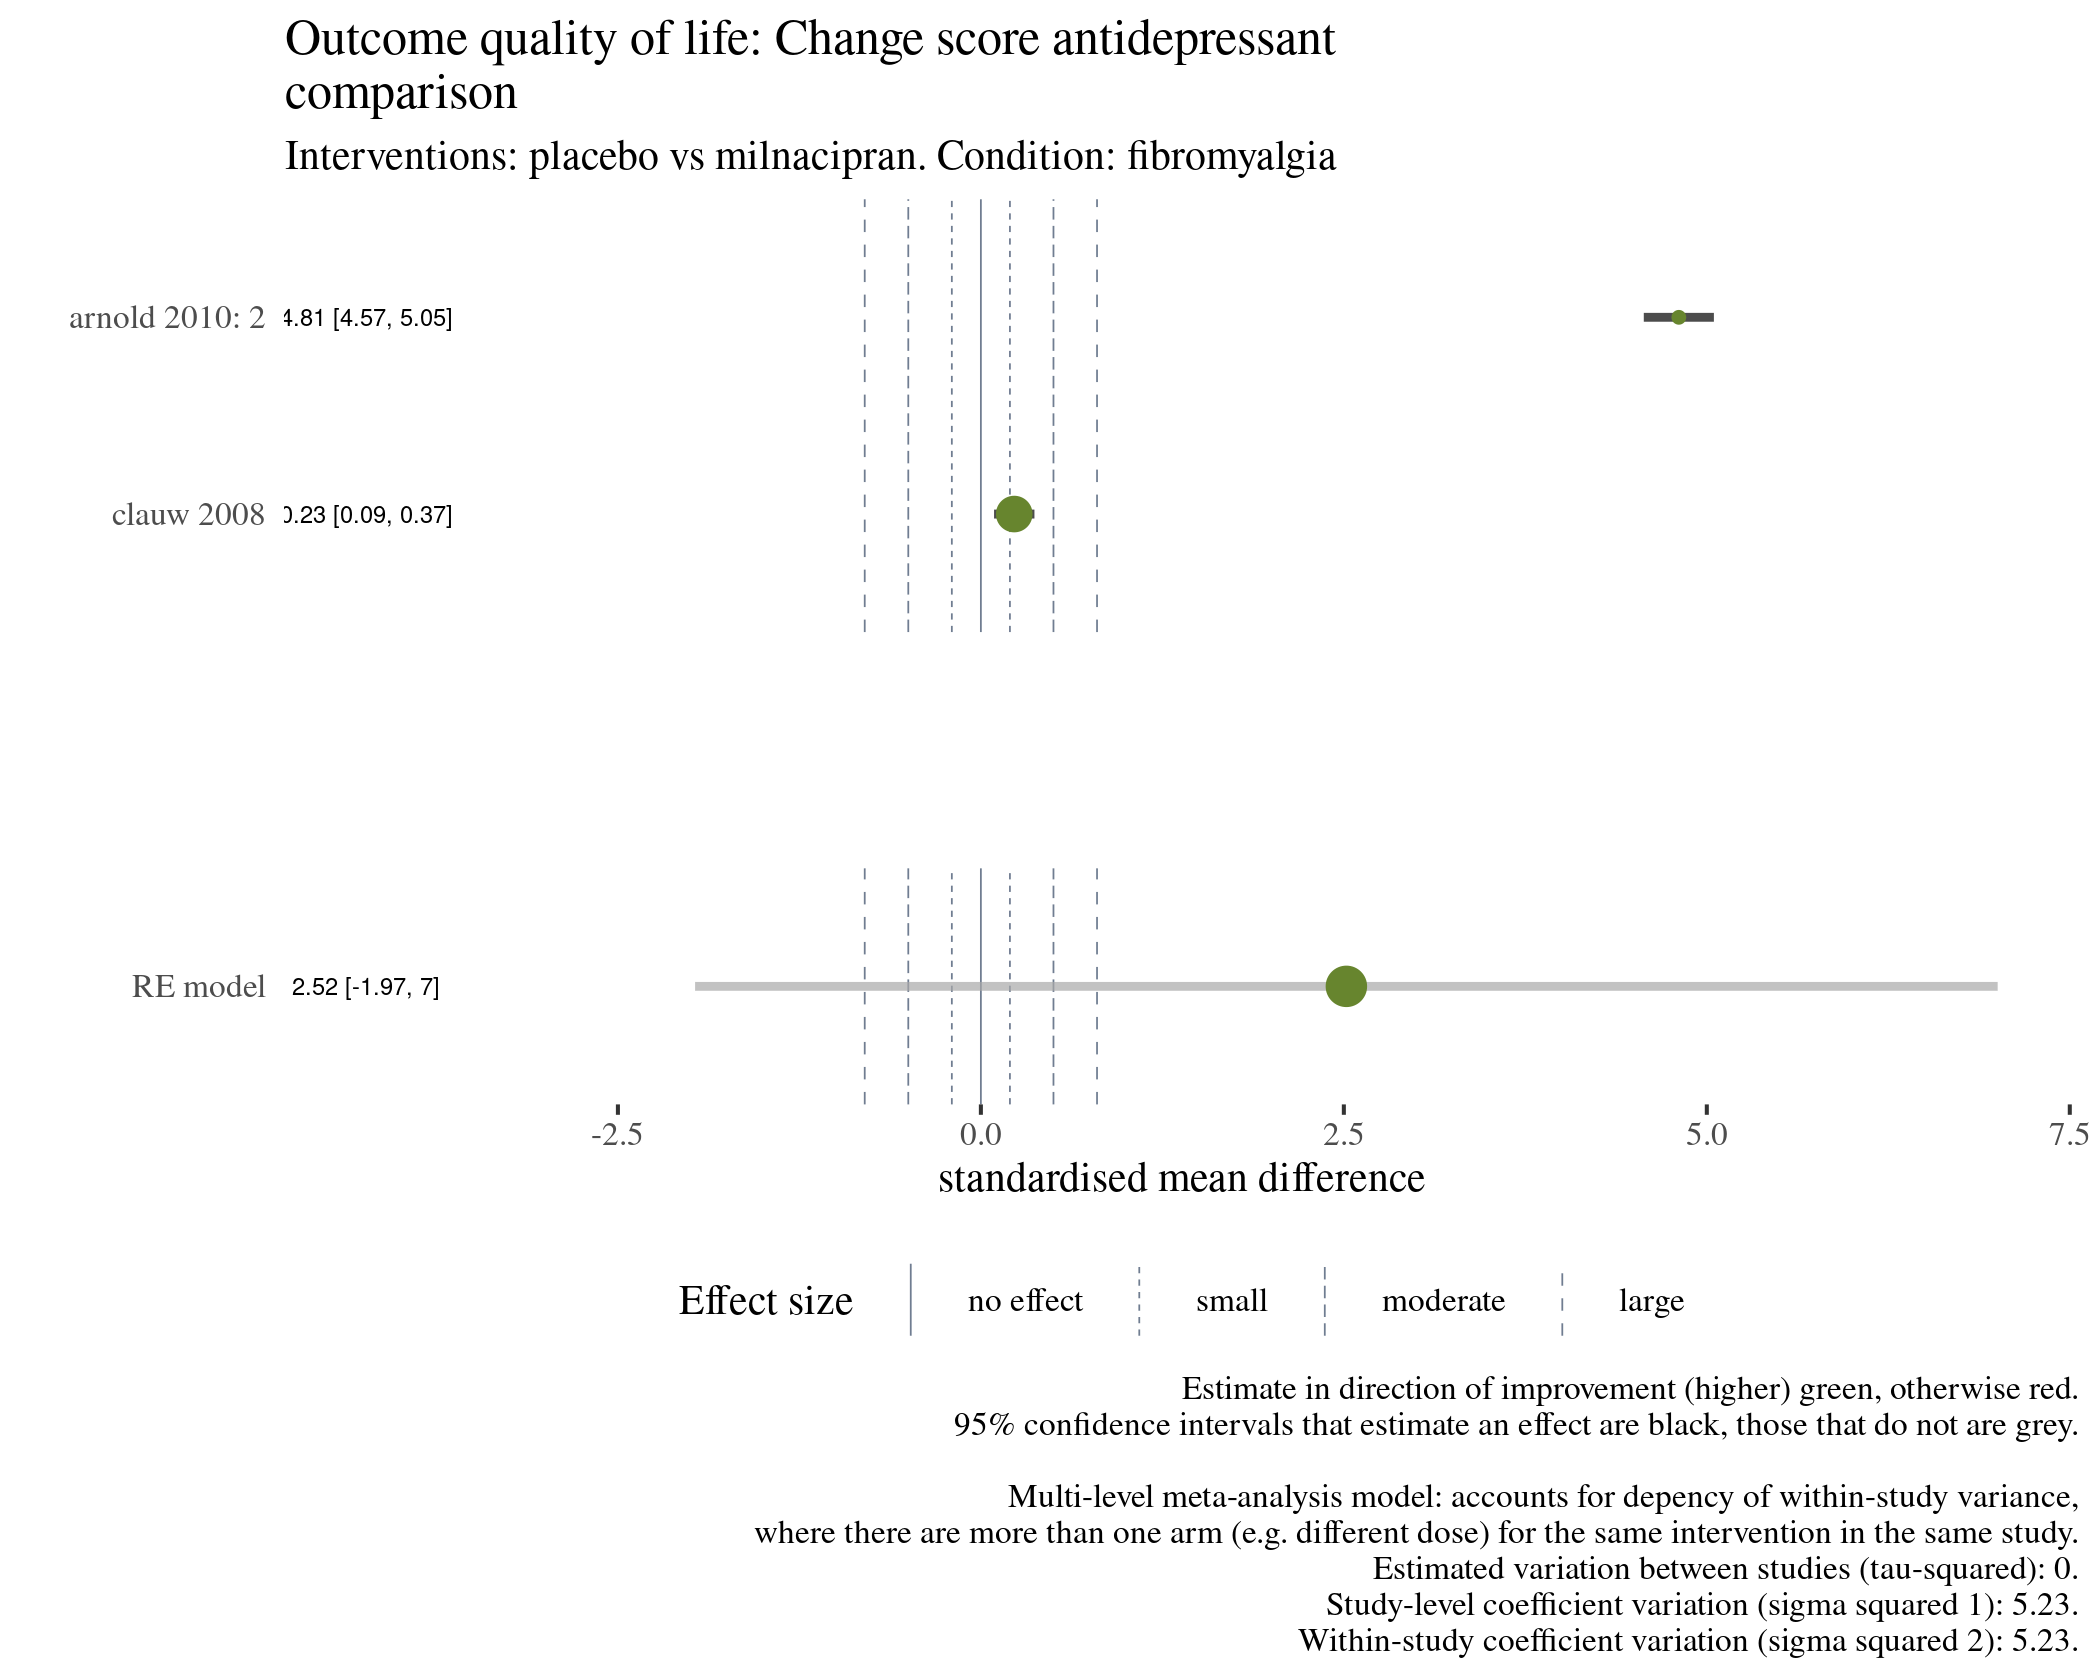 Outcome quality of life: Change score antidepressant
comparison
Interventions: placebo vs milnacipran. Condition: fibromyalgia
arnold 2010: 2 4.81 [4.57, 5.05]
clauw 2008 0.23 [0.09, 0.37]
RE model 2.52 [-1.97, 7]
-2.5 0.0 2.5 5.0 7.5
standardised mean difference
Effect size no effect small moderate large
Estimate in direction of improvement (higher) green, otherwise red.
95% confidence intervals that estimate an effect are black, those that do not are grey.
Multi-level meta-analysis model: accounts for depency of within-study variance,
where there are more than one arm (e.g. different dose) for the same intervention in the same study.
Estimated variation between studies (tau-squared): 0.
Study-level coefficient variation (sigma squared 1): 5.23.
Within-study coefficient variation (sigma squared 2): 5.23.